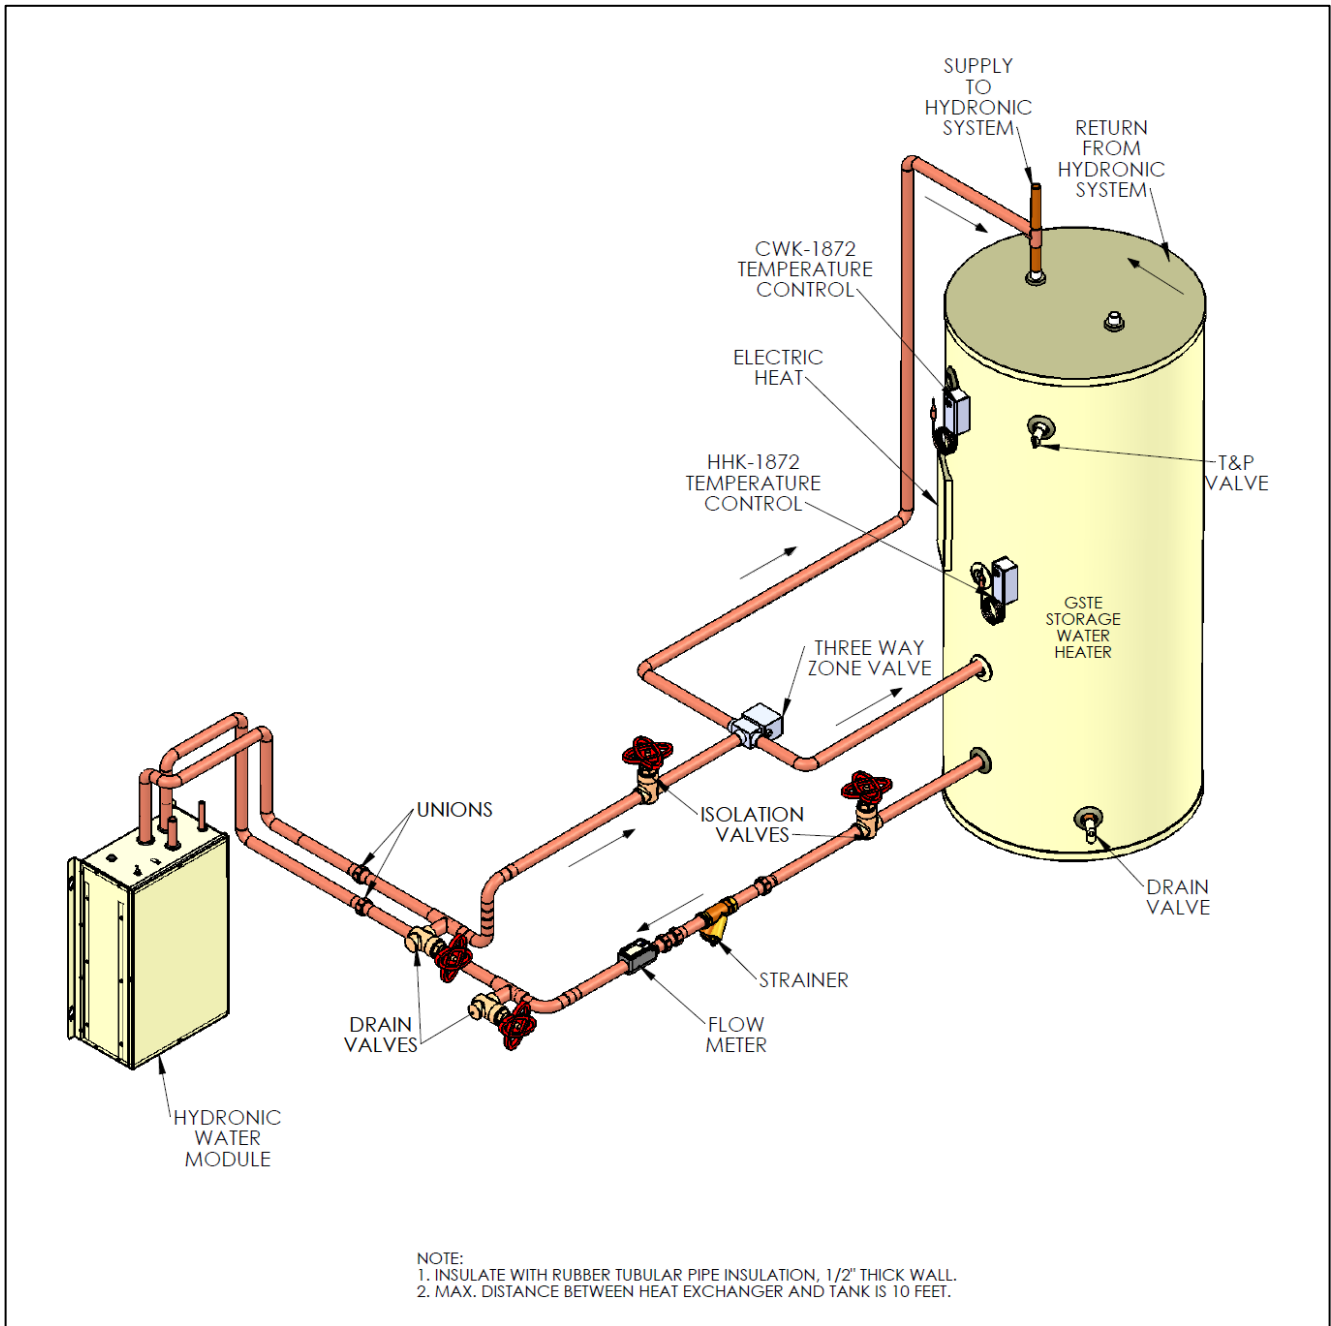 SUPPLY
TO
HYDRONIC
SYSTEM
RETURN
FROM
HYDRONIC
SYSTEM
CWK-1872
TEMPERATURE
CONTROL
ELECTRIC
HEAT
HHK-1872
TEMPERATURE
CONTROL
T&P
VALVE
GSTE
STORAGE
WATER
HEATER
THREE WAY
ZONE VALVE
UNIONS
ISOLATION
VALVES
DRAIN
VALVE
STRAINER
FLOW
METER
DRAIN
VALVES
HYDRONIC
WATER
MODULE
NOTE:
1. INSULATE WITH RUBBER TUBULAR PIPE INSULATION, 1/2" THICK WALL.
2. MAX. DISTANCE BETWEEN HEAT EXCHANGER AND TANK IS 10 FEET.